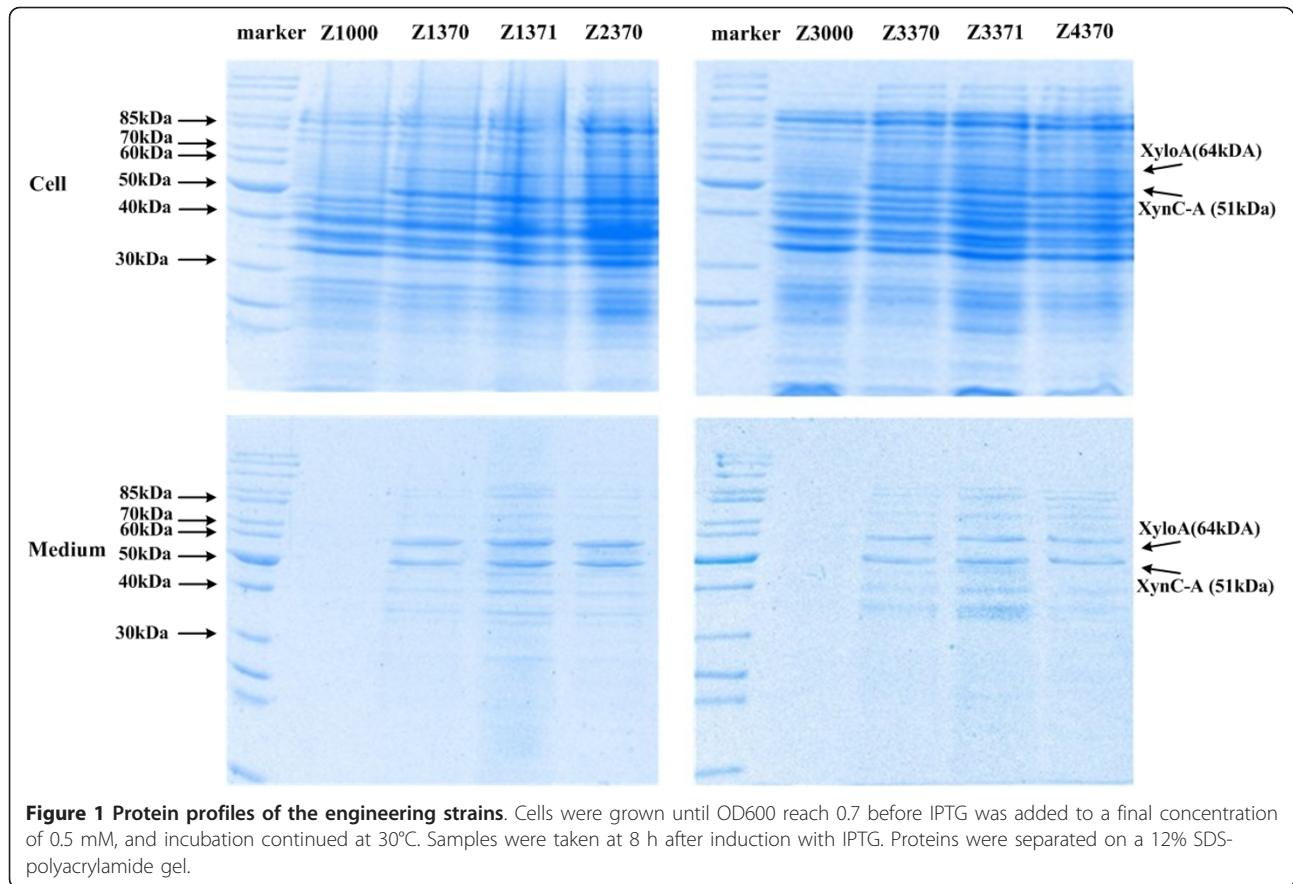 marker Z1000 Z1370 Z1371 Z2370
marker Z3000 Z3370 Z3371 Z4370
85kDa
70kDa
60kDa
50kDa
40kDa
30kDa
Cell
XyloA(64kDA)
XynC-A (51kDa)
85kDa
70kDa
60kDa
50kDa
40kDa
30kDa
Medium
XyloA(64kDA)
XynC-A (51kDa)
Figure 1 Protein profiles of the engineering strains. Cells were grown until OD600 reach 0.7 before IPTG was added to a final concentration
of 0.5 mM, and incubation continued at 30°C. Samples were taken at 8 h after induction with IPTG. Proteins were separated on a 12% SDS-
polyacrylamide gel.